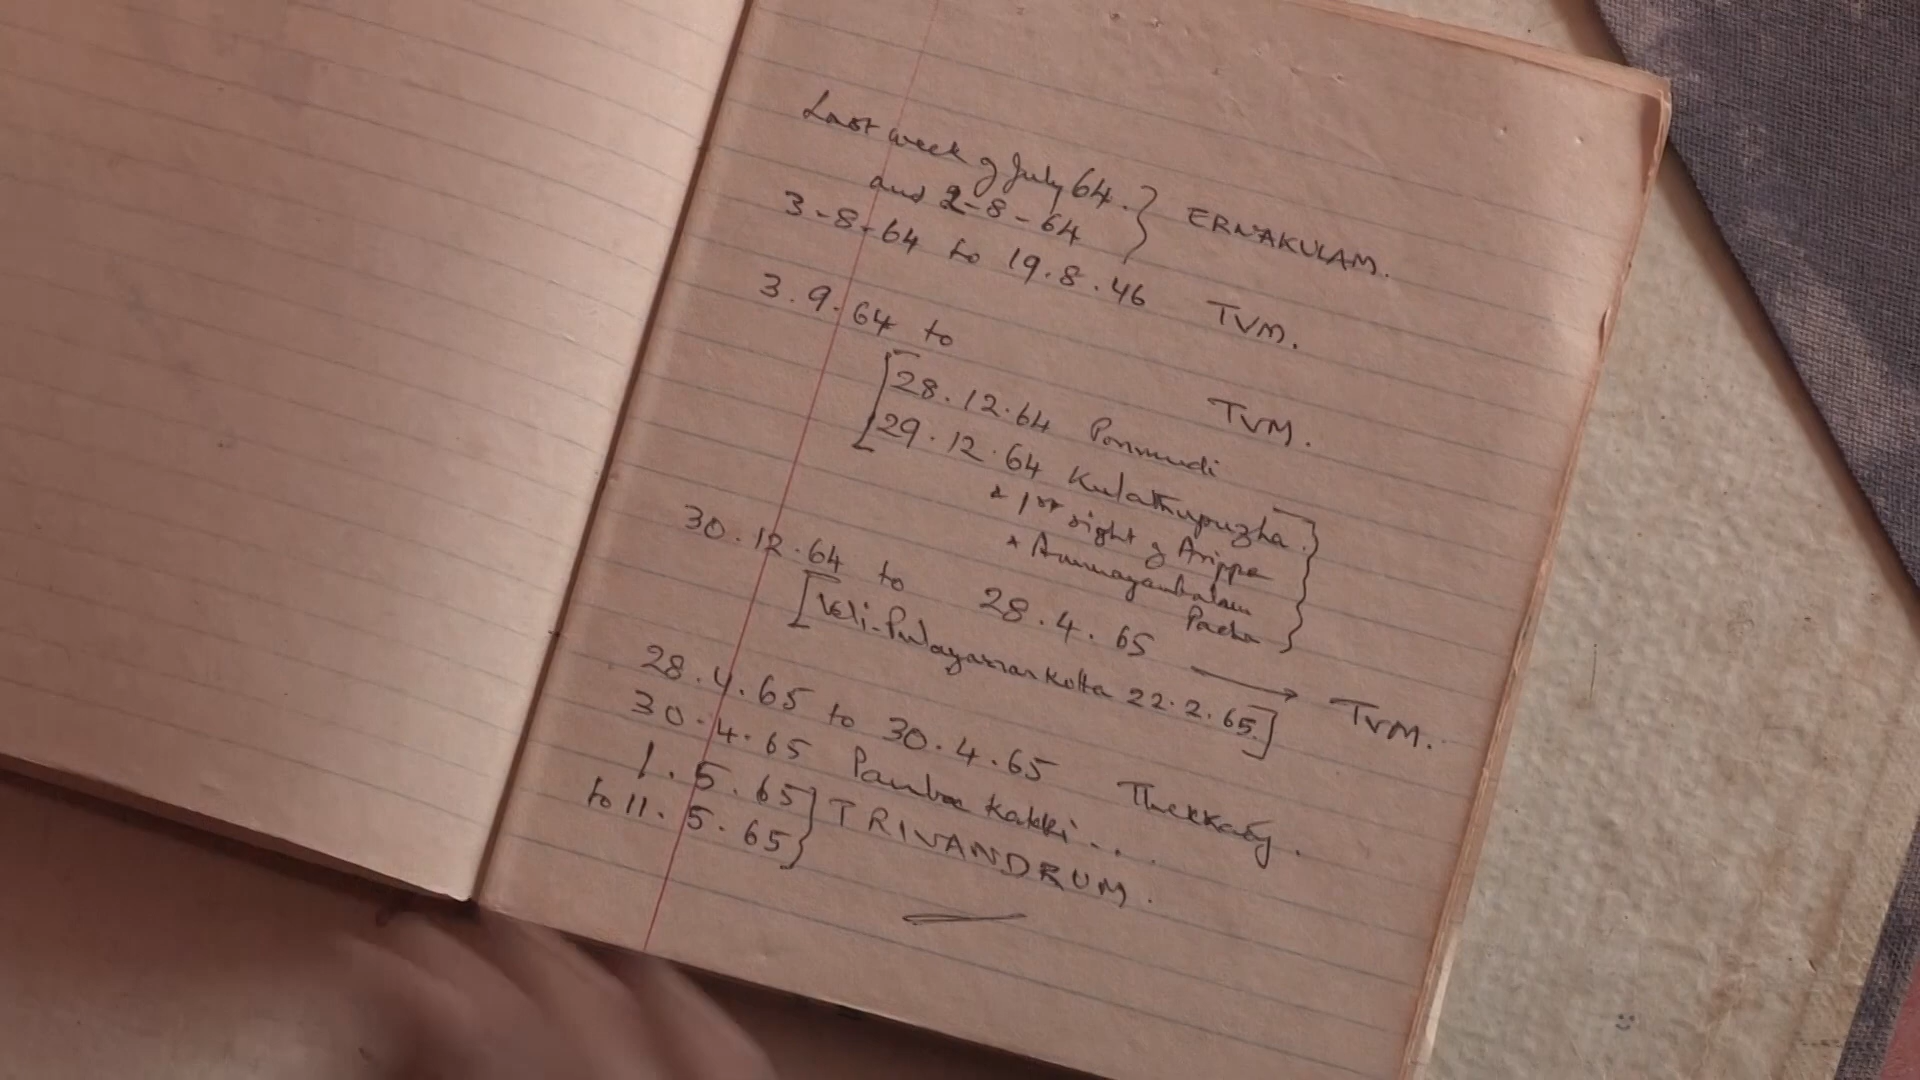 Last week of July 64. }
and 2-8-64 } ERNAKULAM.
3-8-64 to 19.8.46 TVM.
3.9.64 to TVM.
[28.12.64 Ponmudi
[29.12.64 Kulathupuzha. }
* 1st sight of Arippa
* Ammayambalam
Pacha }
30.12.64 to 28.4.65 → TVM.
[Veli-Pulayanarkotta 22.2.65.]
28.4.65 to 30.4.65 Thekkady.
30.4.65 Pamba Kakki...
1.5.65 }
to 11.5.65 } TRIVANDRUM.